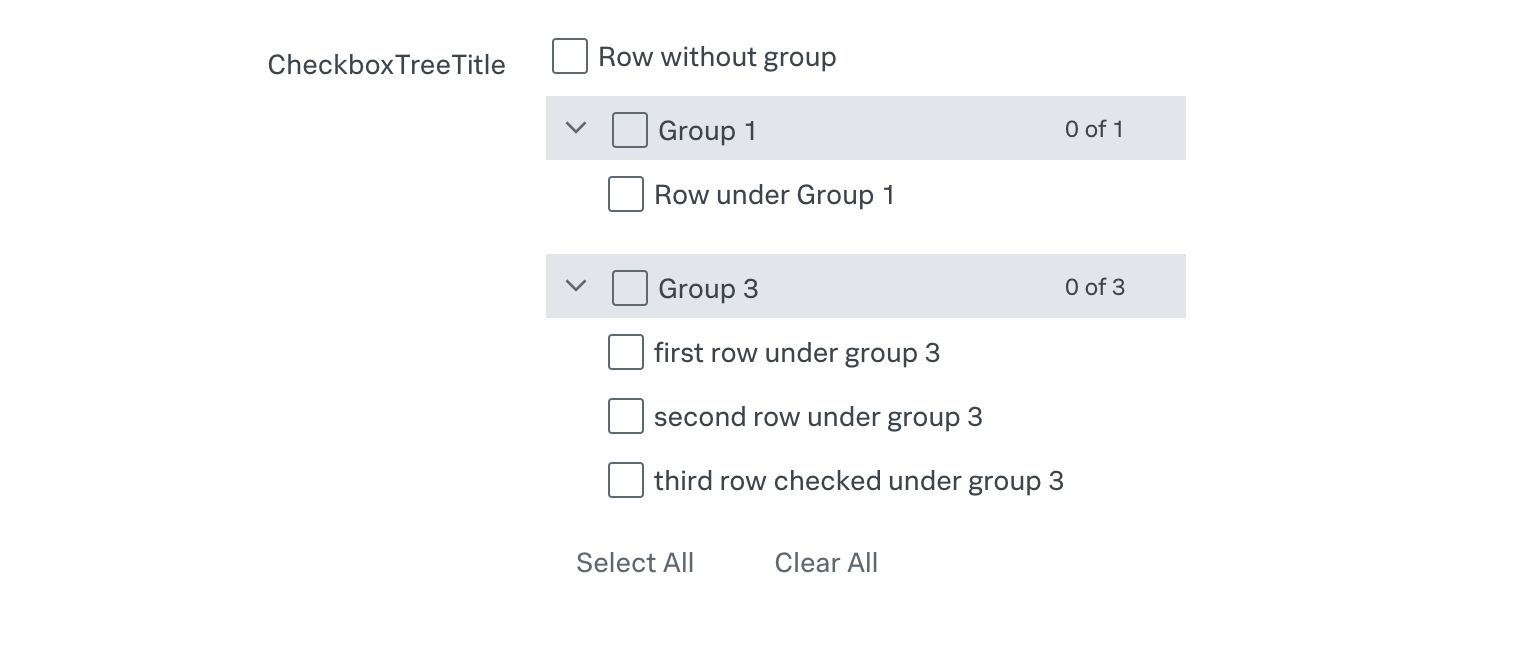 CheckboxTreeTitle
Row without group
Group 1 0 of 1
Row under Group 1
Group 3 0 of 3
first row under group 3
second row under group 3
third row checked under group 3
Select All Clear All